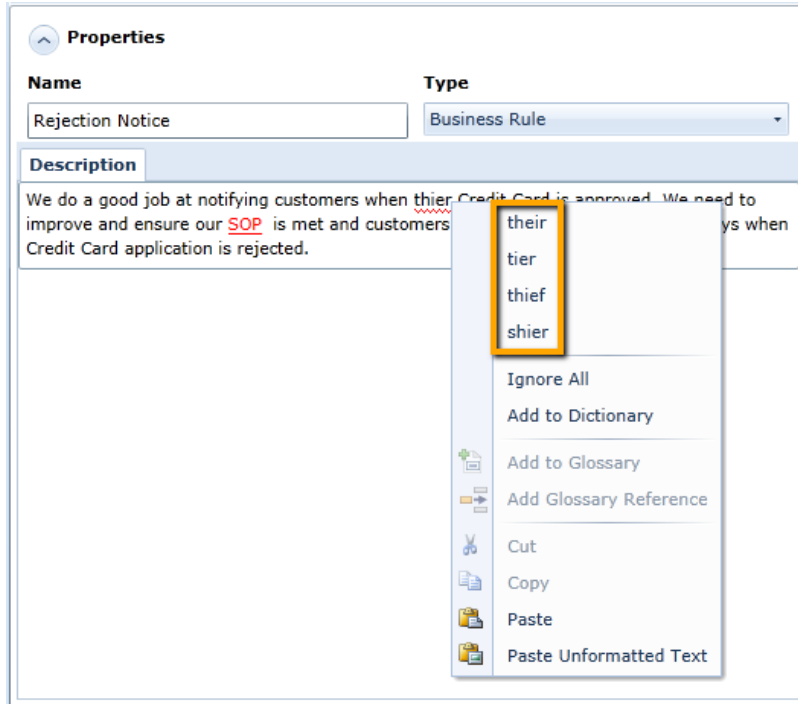 Properties
Name Type
Rejection Notice Business Rule
Description
We do a good job at notifying customers when thier Credit Card is approved. We need to
improve and ensure our SOP is met and customers ys when
Credit Card application is rejected.
their
tier
thief
shier
Ignore All
Add to Dictionary
Add to Glossary
Add Glossary Reference
Cut
Copy
Paste
Paste Unformatted Text